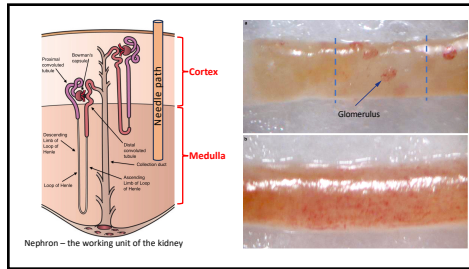 Proximal
convoluted
tubule
Bowman's
capsule
Cortex
Needle path
Descending
Limb of
Loop of
Henle
Distal
convoluted
tubule
Medulla
Collection duct
Loop of Henle
Ascending
Limb of Loop
of Henle
Nephron – the working unit of the kidney
a
Glomerulus
b